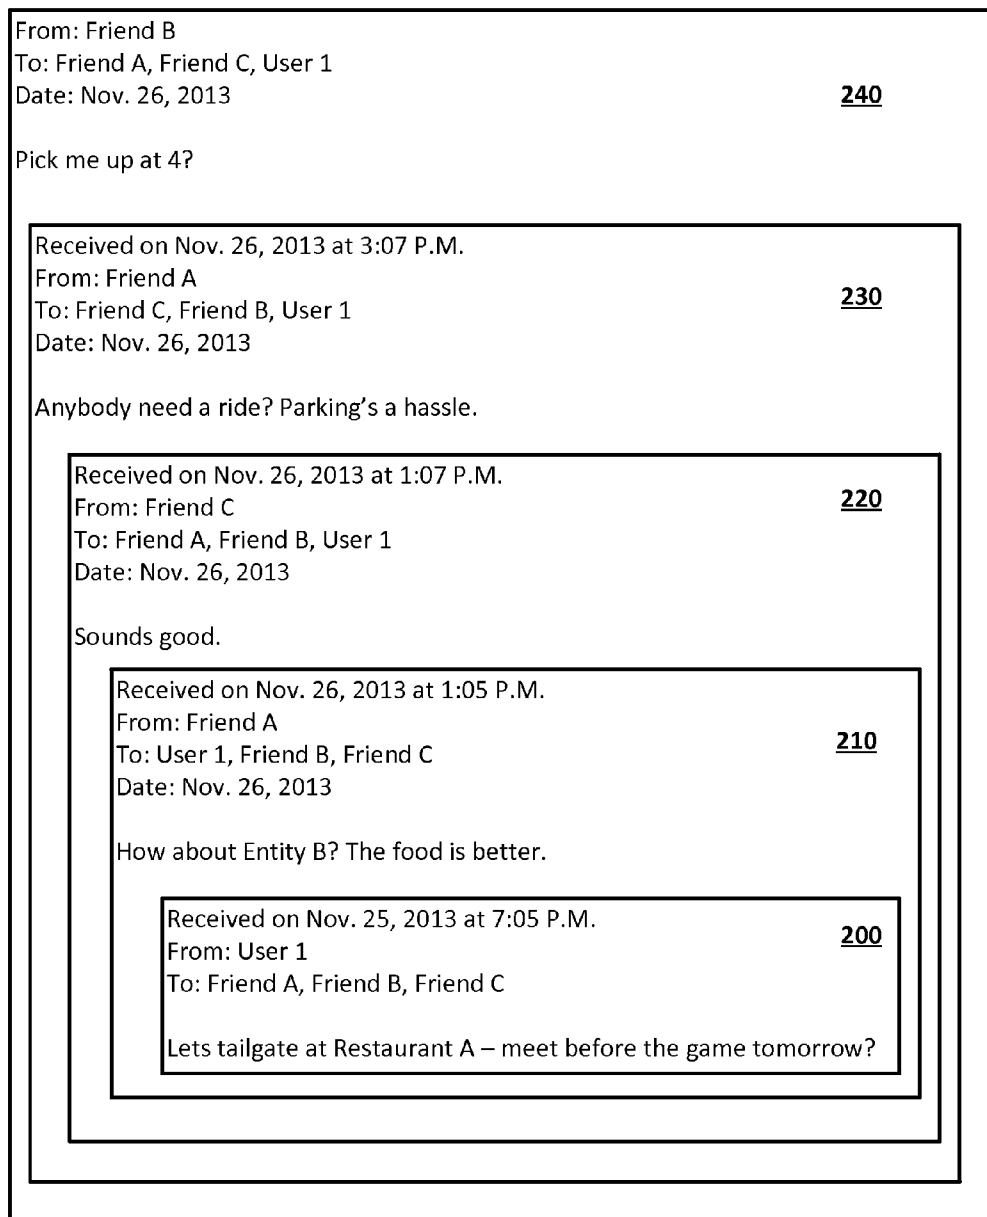 From: Friend B
To: Friend A, Friend C, User 1
Date: Nov. 26, 2013
240
Pick me up at 4?
Received on Nov. 26, 2013 at 3:07 P.M.
From: Friend A
230
To: Friend C, Friend B, User 1
Date: Nov. 26, 2013
Anybody need a ride? Parking's a hassle.
Received on Nov. 26, 2013 at 1:07 P.M.
220
From: Friend C
To: Friend A, Friend B, User 1
Date: Nov. 26, 2013
Sounds good.
Received on Nov. 26, 2013 at 1:05 P.M.
From: Friend A
210
To: User 1, Friend B, Friend C
Date: Nov. 26, 2013
How about Entity B? The food is better.
Received on Nov. 25, 2013 at 7:05 P.M.
200
From: User 1
To: Friend A, Friend B, Friend C
Lets tailgate at Restaurant A – meet before the game tomorrow?